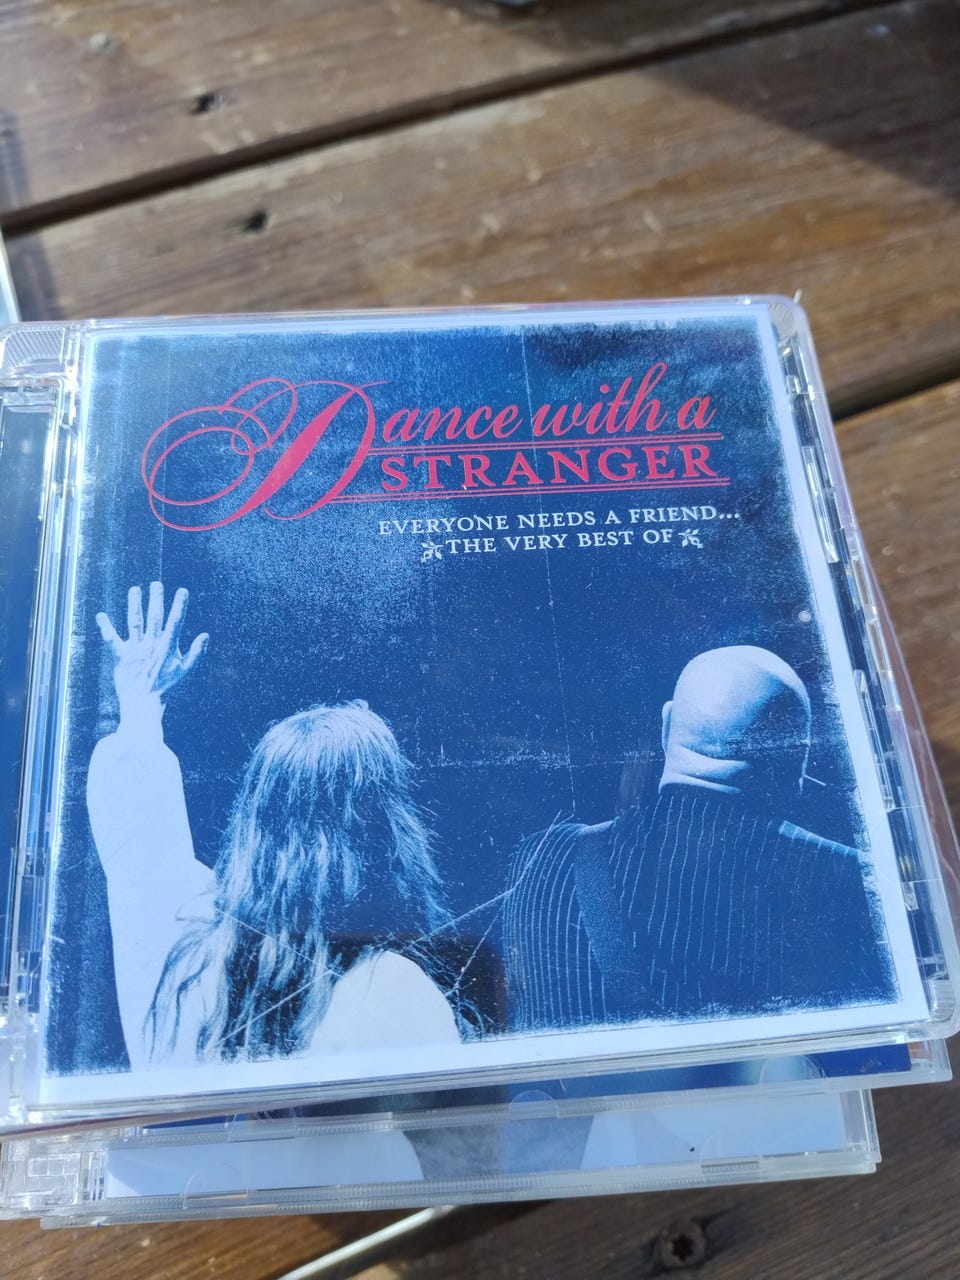 Dance with a
STRANGER
EVERYONE NEEDS A FRIEND...
THE VERY BEST OF